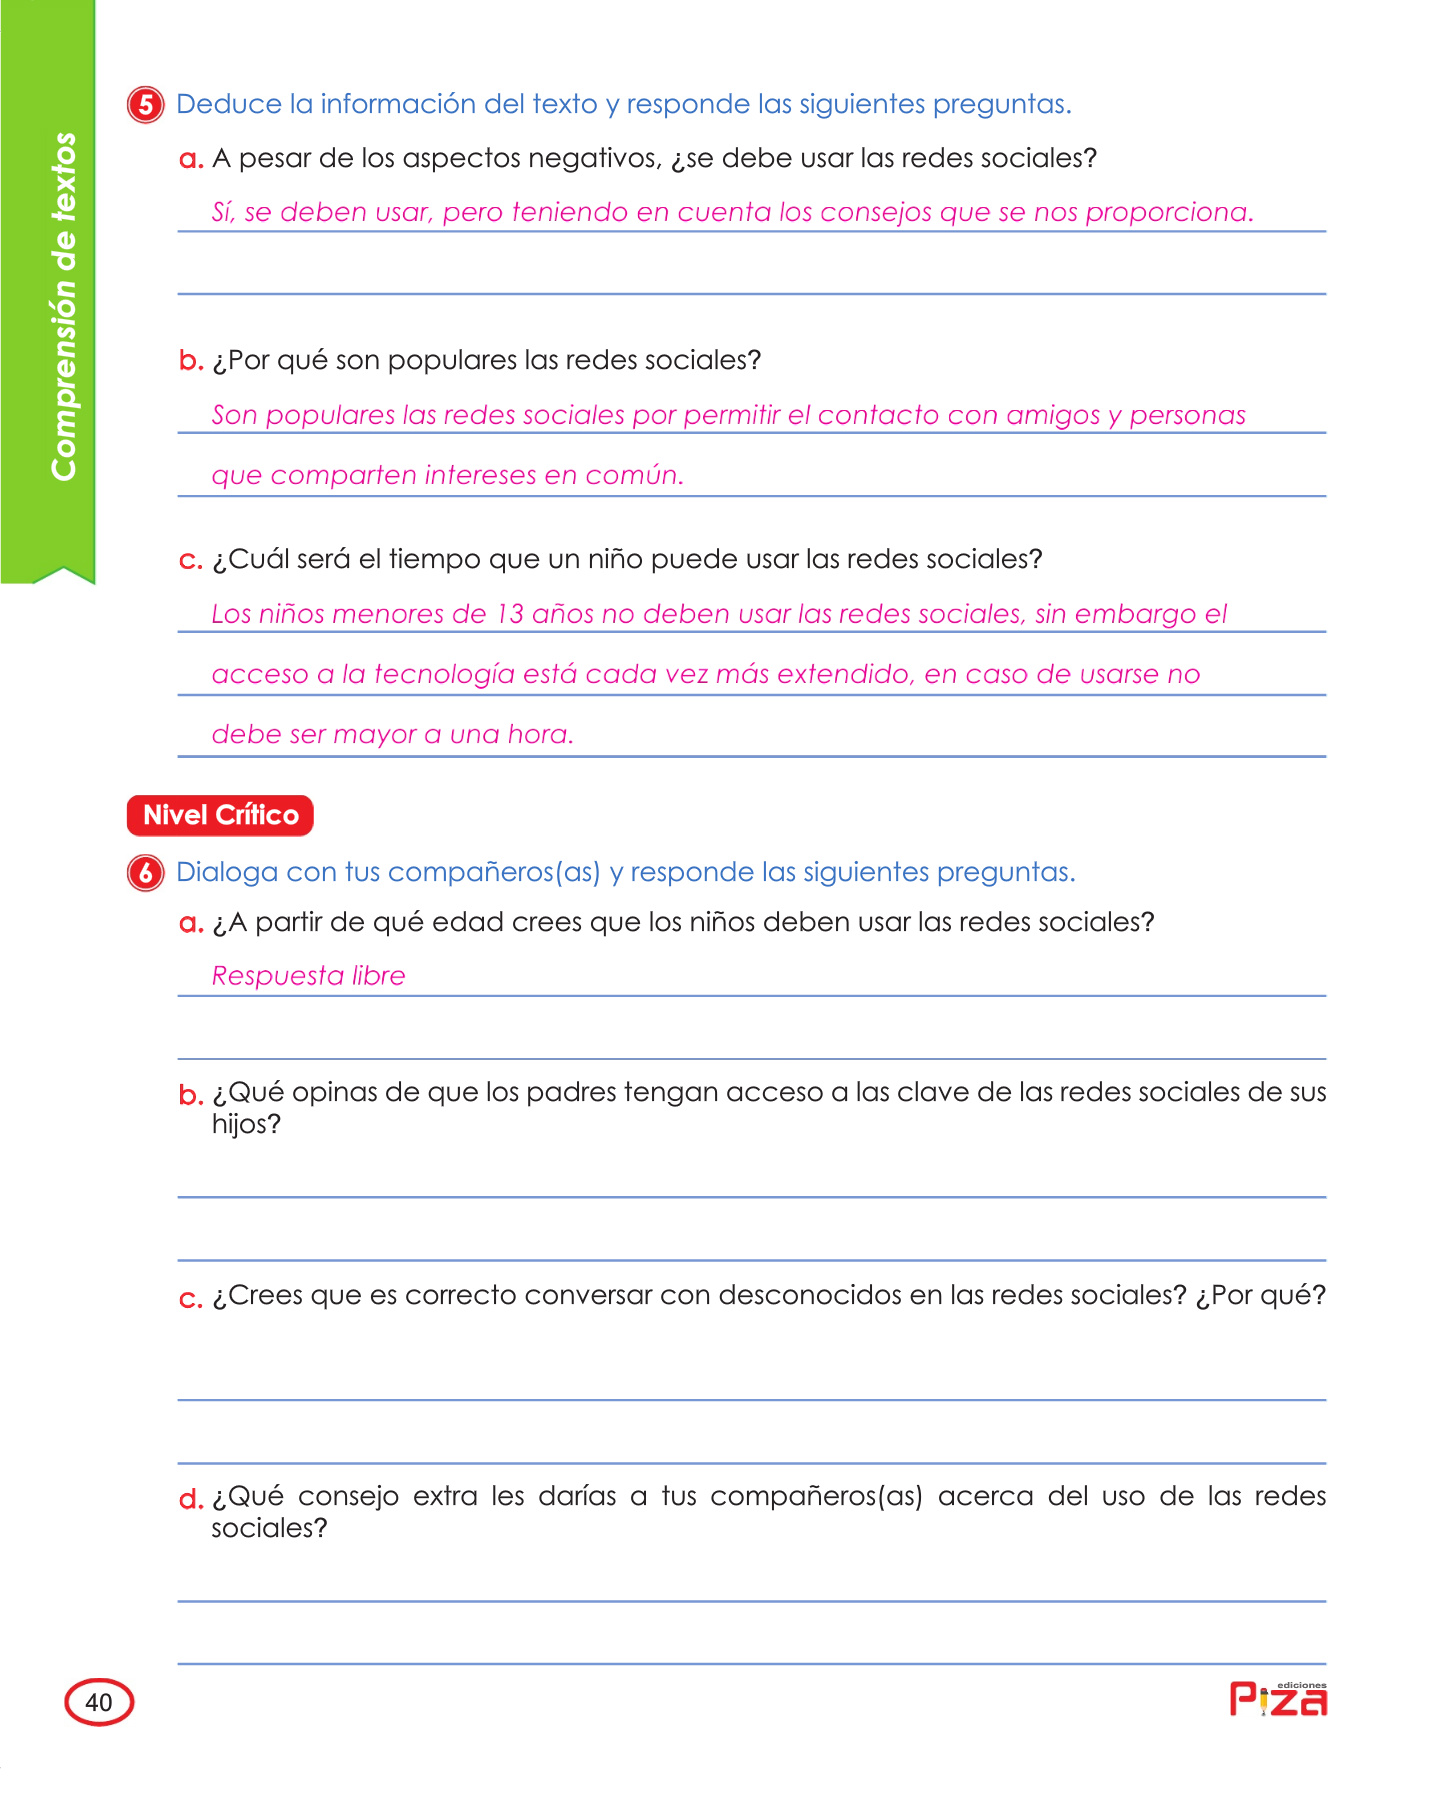 Comprensión de textos
5 Deduce la información del texto y responde las siguientes preguntas.
a. A pesar de los aspectos negativos, ¿se debe usar las redes sociales?
Sí, se deben usar, pero teniendo en cuenta los consejos que se nos proporciona.
b. ¿Por qué son populares las redes sociales?
Son populares las redes sociales por permitir el contacto con amigos y personas
que comparten intereses en común.
c. ¿Cuál será el tiempo que un niño puede usar las redes sociales?
Los niños menores de 13 años no deben usar las redes sociales, sin embargo el
acceso a la tecnología está cada vez más extendido, en caso de usarse no
debe ser mayor a una hora.
Nivel Crítico
6 Dialoga con tus compañeros(as) y responde las siguientes preguntas.
a. ¿A partir de qué edad crees que los niños deben usar las redes sociales?
Respuesta libre
b. ¿Qué opinas de que los padres tengan acceso a las clave de las redes sociales de sus
hijos?
c. ¿Crees que es correcto conversar con desconocidos en las redes sociales? ¿Por qué?
d. ¿Qué consejo extra les darías a tus compañeros(as) acerca del uso de las redes
sociales?
40
ediciones
Piza